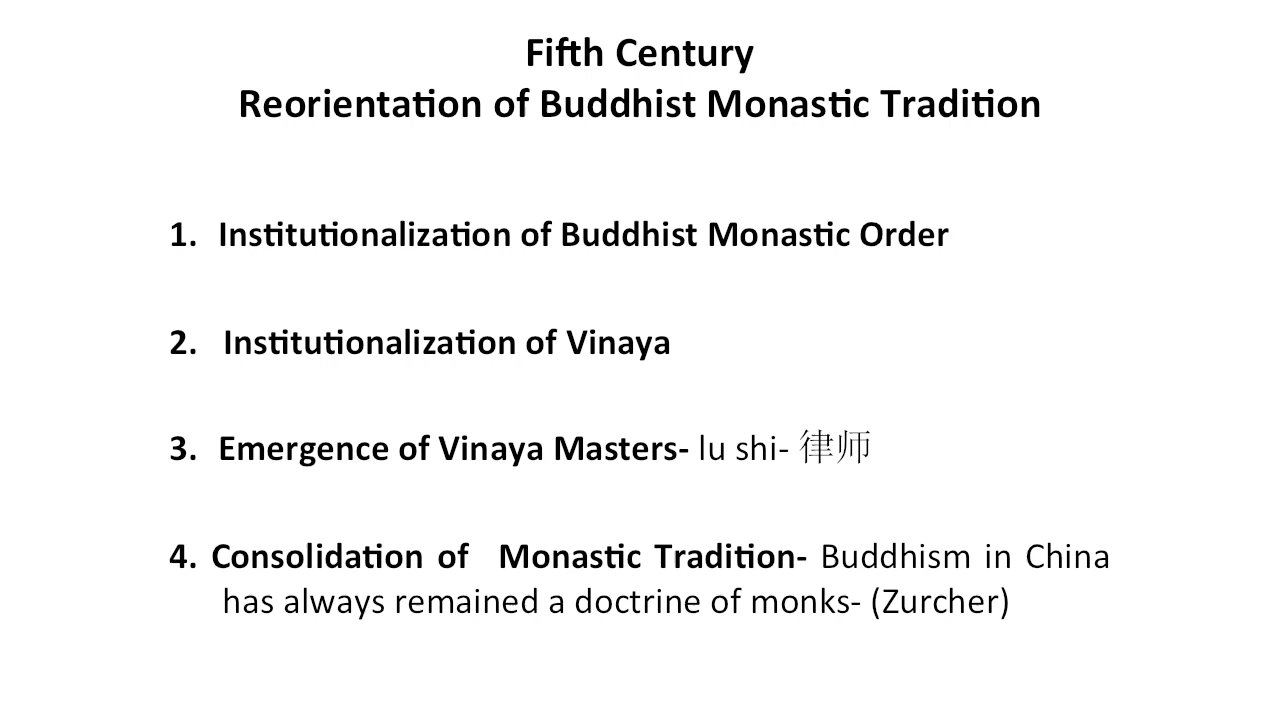 Fifth Century
Reorientation of Buddhist Monastic Tradition
1. Institutionalization of Buddhist Monastic Order
2. Institutionalization of Vinaya
3. Emergence of Vinaya Masters- lu shi- 律师
4. Consolidation of Monastic Tradition- Buddhism in China
has always remained a doctrine of monks- (Zurcher)